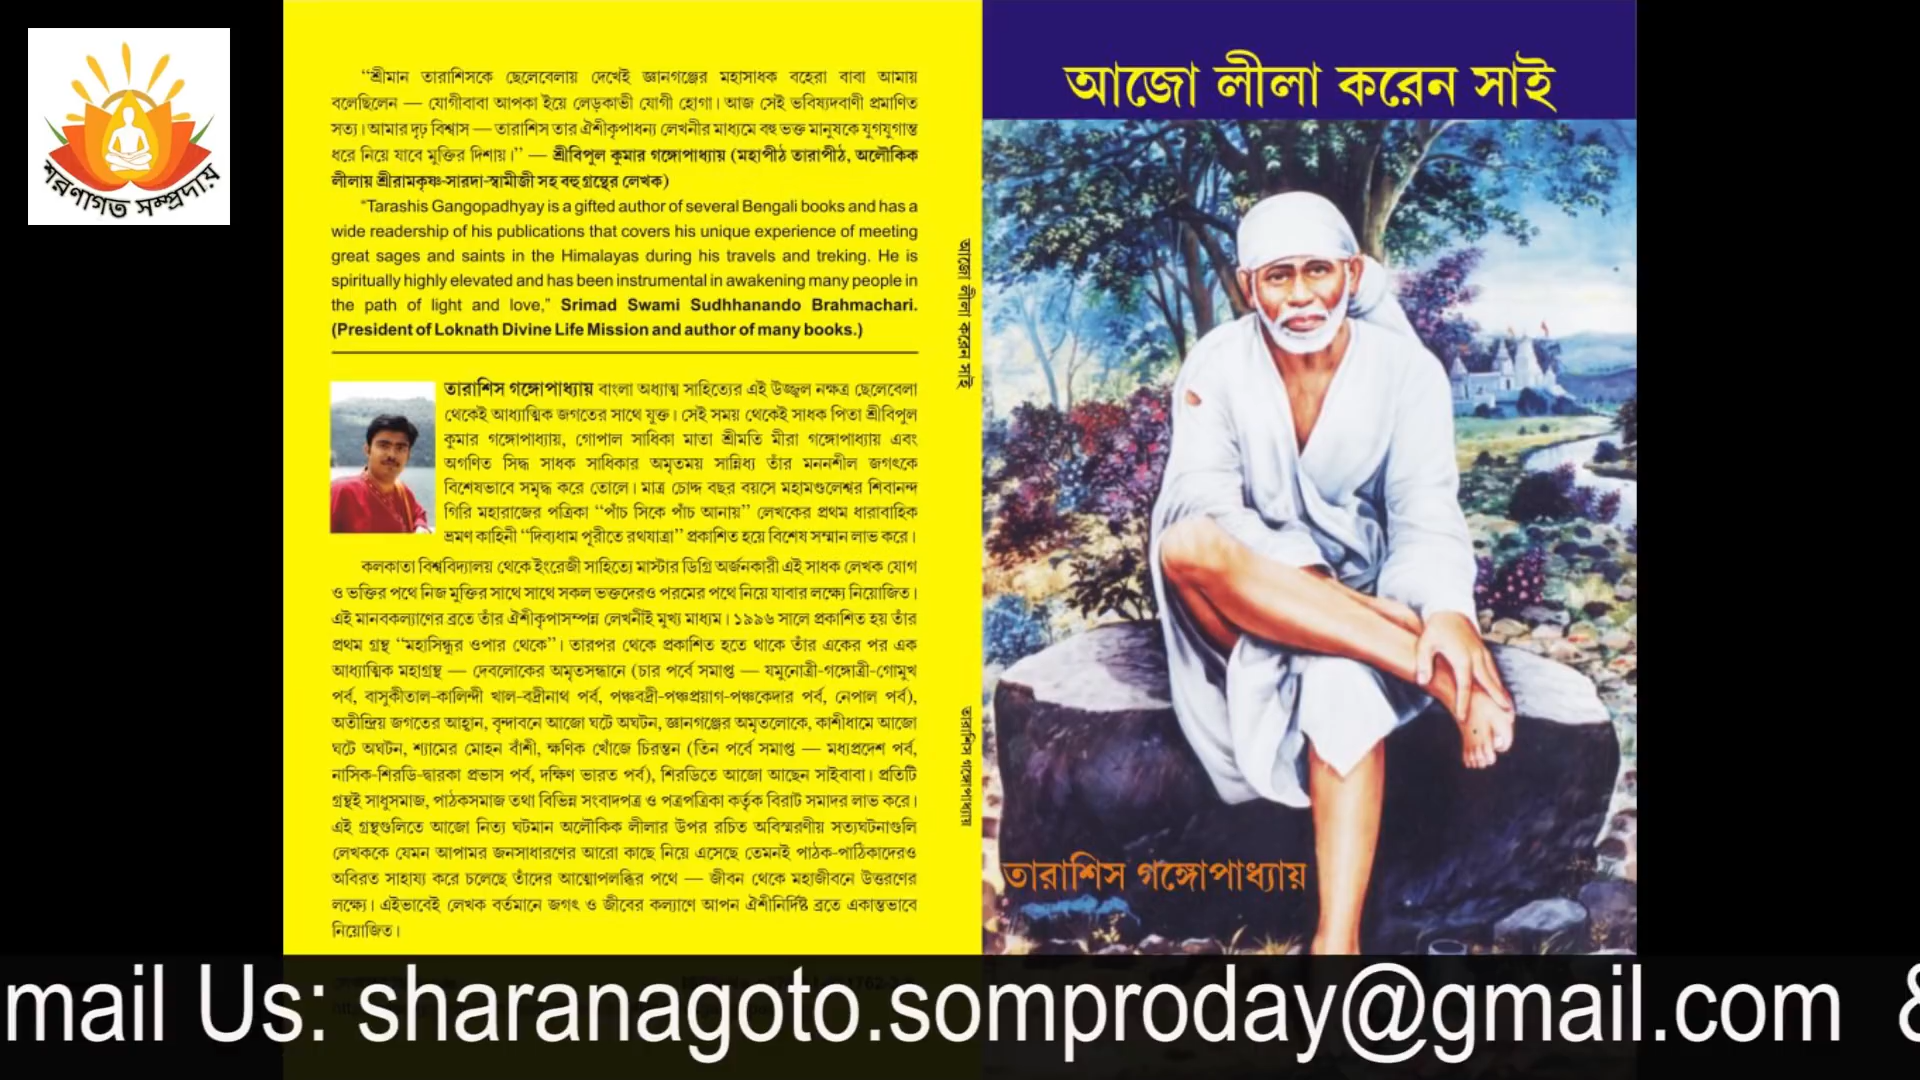 শরণাগত সম্প্রদায়
“শ্রীমান তারাশিসকে ছেলেবেলায় দেখেই জ্ঞানগঞ্জের মহাসাধক বহেরা বাবা আমায়
বলেছিলেন — যোগীবাবা আপকা ইয়ে লেড়কাভী যোগী হোগা। আজ সেই ভবিষ্যদবাণী প্রমাণিত
সত্য। আমার দৃঢ় বিশ্বাস — তারাশিস তার ঐশীকৃপাধন্য লেখনীর মাধ্যমে বহু ভক্ত মানুষকে যুগযুগান্ত
ধরে নিয়ে যাবে মুক্তির দিশায়।” — শ্রীবিপুল কুমার গঙ্গোপাধ্যায় (মহাপীঠ তারাপীঠ, অলৌকিক
লীলায় শ্রীরামকৃষ্ণ-সারদা-স্বামীজী সহ বহু গ্রন্থের লেখক)
“Tarashis Gangopadhyay is a gifted author of several Bengali books and has a
wide readership of his publications that covers his unique experience of meeting
great sages and saints in the Himalayas during his travels and treking. He is
spiritually highly elevated and has been instrumental in awakening many people in
the path of light and love,” Srimad Swami Sudhhanando Brahmachari.
(President of Loknath Divine Life Mission and author of many books.)
তারাশিস গঙ্গোপাধ্যায় বাংলা অধ্যাত্ম সাহিত্যের এই উজ্জ্বল নক্ষত্র ছেলেবেলা
থেকেই আধ্যাত্মিক জগতের সাথে যুক্ত। সেই সময় থেকেই সাধক পিতা শ্রীবিপুল
কুমার গঙ্গোপাধ্যায়, গোপাল সাধিকা মাতা শ্রীমতি মীরা গঙ্গোপাধ্যায় এবং
অগণিত সিদ্ধ সাধক সাধিকার অমৃতময় সান্নিধ্য তাঁর মননশীল জগৎকে
বিশেষভাবে সমৃদ্ধ করে তোলে। মাত্র চোদ্দ বছর বয়সে মহামণ্ডলেশ্বর শিবানন্দ
গিরি মহারাজের পত্রিকা “পাঁচ সিকে পাঁচ আনায়” লেখকের প্রথম ধারাবাহিক
ভ্রমণ কাহিনী “দিব্যধাম পূরীতে রথযাত্রা” প্রকাশিত হয়ে বিশেষ সম্মান লাভ করে।
কলকাতা বিশ্ববিদ্যালয় থেকে ইংরেজী সাহিত্যে মাস্টার ডিগ্রি অর্জনকারী এই সাধক লেখক যোগ
ও ভক্তির পথে নিজ মুক্তির সাথে সাথে সকল ভক্তদেরও পরমের পথে নিয়ে যাবার লক্ষ্যে নিয়োজিত।
এই মানবকল্যাণের ব্রতে তাঁর ঐশীকৃপাসম্পন্ন লেখনীই মুখ্য মাধ্যম। ১৯৯৬ সালে প্রকাশিত হয় তাঁর
প্রথম গ্রন্থ “মহাসিন্ধুর ওপার থেকে”। তারপর থেকে প্রকাশিত হতে থাকে তাঁর একের পর এক
আধ্যাত্মিক মহাগ্রন্থ — দেবলোকের অমৃতসন্ধানে (চার পর্বে সমাপ্ত — যমুনোত্রী-গঙ্গোত্রী-গোমুখ
পর্ব, বাসুকীতাল-কালিন্দী খাল-বদ্রীনাথ পর্ব, পঞ্চবদ্রী-পঞ্চপ্রয়াগ-পঞ্চকেদার পর্ব, নেপাল পর্ব),
অতীন্দ্রিয় জগতের আহ্বান, বৃন্দাবনে আজো ঘটে অঘটন, জ্ঞানগঞ্জের অমৃতলোকে, কাশীধামে আজো
ঘটে অঘটন, শ্যামের মোহন বাঁশী, ক্ষণিক খোঁজে চিরন্তন (তিন পর্বে সমাপ্ত — মধ্যপ্রদেশ পর্ব,
নাসিক-শিরডি-দ্বারকা প্রভাস পর্ব, দক্ষিণ ভারত পর্ব), শিরডিতে আজো আছেন সাইবাবা। প্রতিটি
গ্রন্থই সাধুসমাজ, পাঠকসমাজ তথা বিভিন্ন সংবাদপত্র ও পত্রপত্রিকা কর্তৃক বিরাট সমাদর লাভ করে।
এই গ্রন্থগুলিতে আজো নিত্য ঘটমান অলৌকিক লীলার উপর রচিত অবিস্মরণীয় সত্যঘটনাগুলি
লেখককে যেমন আপামর জনসাধারণের আরো কাছে নিয়ে এসেছে তেমনই পাঠক-পাঠিকাদেরও
অবিরত সাহায্য করে চলেছে তাঁদের আত্মোপলব্ধির পথে — জীবন থেকে মহাজীবনে উত্তরণের
লক্ষ্যে। এইভাবেই লেখক বর্তমানে জগৎ ও জীবের কল্যাণে আপন ঐশীনির্দিষ্ট ব্রতে একান্তভাবে
নিয়োজিত।
আজো লীলা করেন সাই
তারাশিস গঙ্গোপাধ্যায়
আজো লীলা করেন সাই
তারাশিস গঙ্গোপাধ্যায়
mail Us: sharanagoto.somproday@gmail.com &